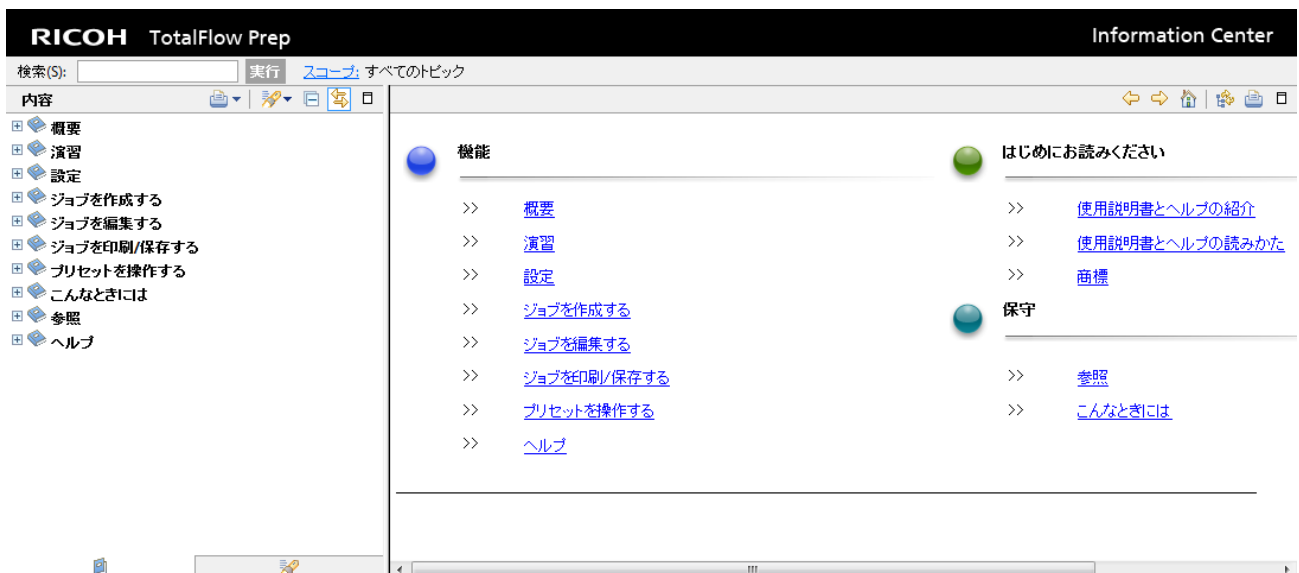 RICOH TotalFlow Prep
Information Center
検索(S):
実行
スコープ: すべてのトピック
内容
概要
演習
設定
ジョブを作成する
ジョブを編集する
ジョブを印刷/保存する
プリセットを操作する
こんなときには
参照
ヘルプ
機能
>> 概要
>> 演習
>> 設定
>> ジョブを作成する
>> ジョブを編集する
>> ジョブを印刷/保存する
>> プリセットを操作する
>> ヘルプ
はじめにお読みください
>> 使用説明書とヘルプの紹介
>> 使用説明書とヘルプの読みかた
>> 商標
保守
>> 参照
>> こんなときには